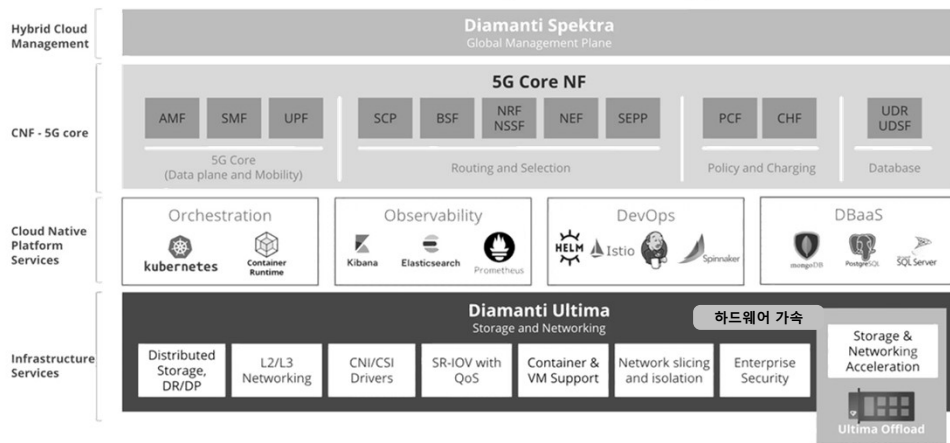 Hybrid Cloud
Management
Diamanti Spektra
Global Management Plane
CNF - 5G core
5G Core NF
AMF
SMF
UPF
SCP
BSF
NRF
NSSF
NEF
SEPP
PCF
CHF
UDR
UDSF
5G Core
(Data plane and Mobility)
Routing and Selection
Policy and Charging
Database
Cloud Native
Platform
Services
Orchestration
kubernetes
Container
Runtime
Observability
Kibana
Elasticsearch
Prometheus
DevOps
HELM
Istio
Spinnaker
DBaaS
mongoDB
PostgreSQL
SQL Server
Infrastructure
Services
Diamanti Ultima
Storage and Networking
하드웨어 가속
Distributed
Storage,
DR/DP
L2/L3
Networking
CNI/CSI
Drivers
SR-IOV with
QoS
Container &
VM Support
Network slicing
and isolation
Enterprise
Security
Storage &
Networking
Acceleration
Ultima Offload